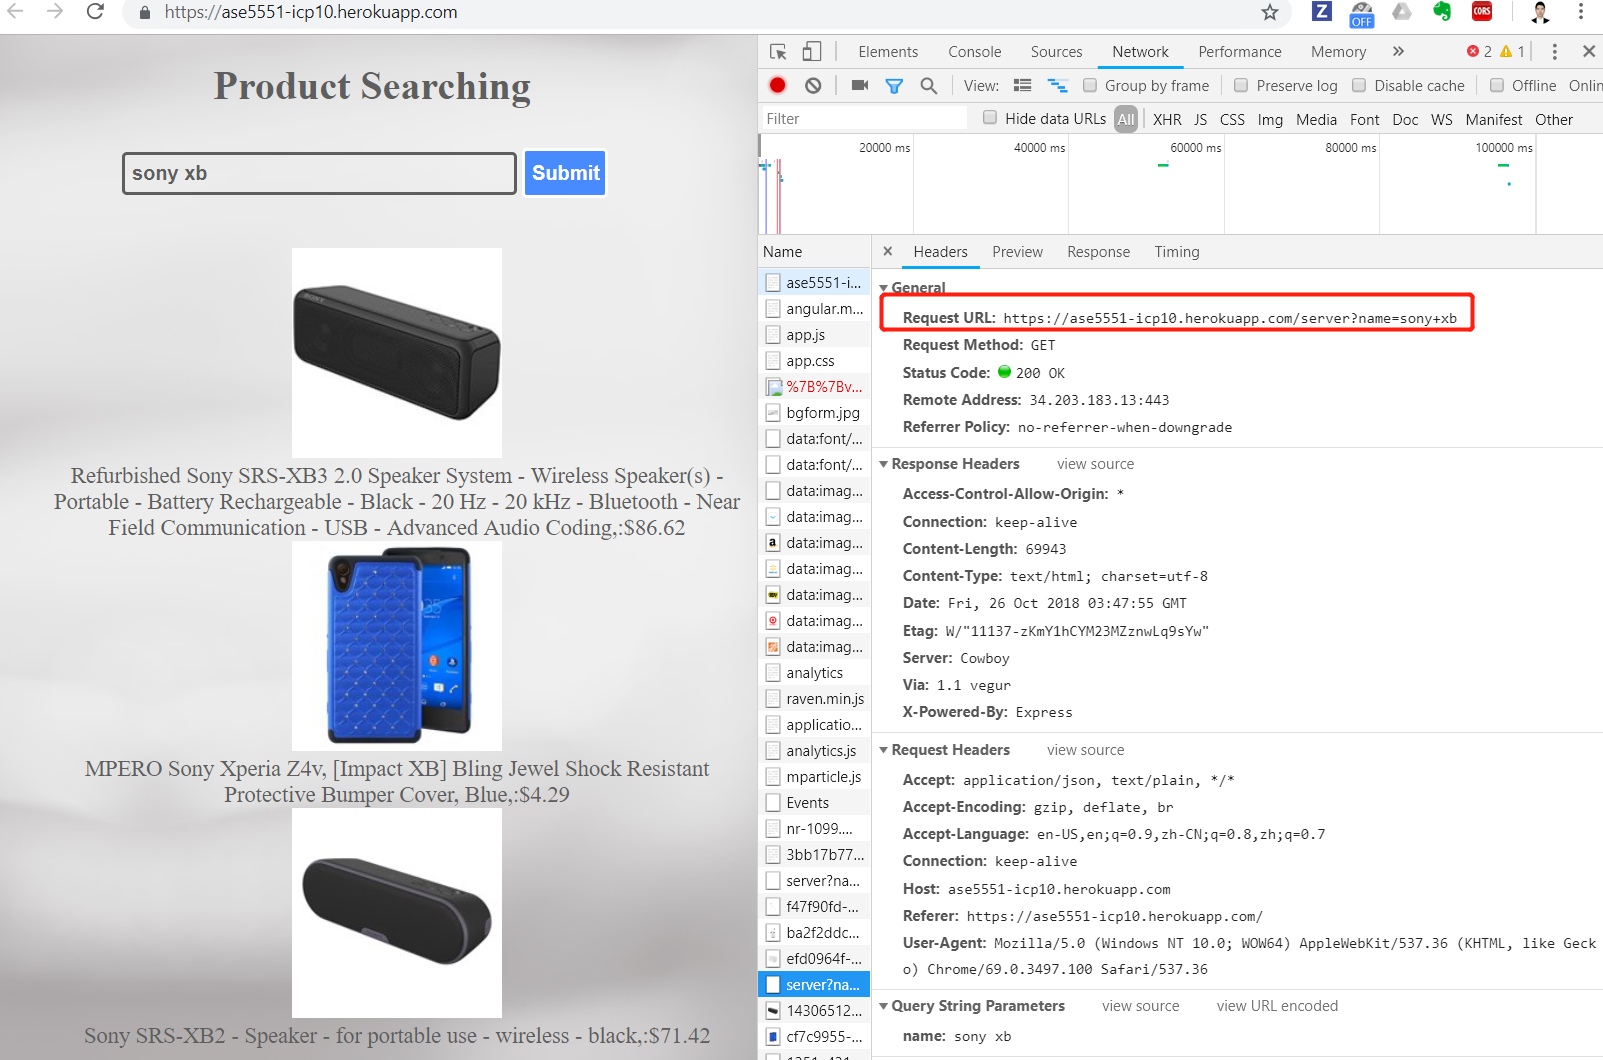 https://ase5551-icp10.herokuapp.com
Z
OFF
CORS
Product Searching
sony xb
Submit
SONY
Refurbished Sony SRS-XB3 2.0 Speaker System - Wireless Speaker(s) -
Portable - Battery Rechargeable - Black - 20 Hz - 20 kHz - Bluetooth - Near
Field Communication - USB - Advanced Audio Coding,:$86.62
MPERO Sony Xperia Z4v, [Impact XB] Bling Jewel Shock Resistant
Protective Bumper Cover, Blue,:$4.29
Sony SRS-XB2 - Speaker - for portable use - wireless - black,:$71.42
Elements Console Sources Network Performance Memory » 2 1
View: Group by frame Preserve log Disable cache Offline Onlin
Filter Hide data URLs All XHR JS CSS Img Media Font Doc WS Manifest Other
20000 ms 40000 ms 60000 ms 80000 ms 100000 ms
Name
ase5551-i...
angular.m...
app.js
app.css
%7B%7Bv...
bgform.jpg
data:font/...
data:font/...
data:imag...
data:imag...
data:imag...
data:imag...
data:imag...
data:imag...
data:imag...
analytics
raven.min.js
applicatio...
analytics.js
mparticle.js
Events
nr-1099....
3bb17b77...
server?na...
f47f90fd-...
ba2f2ddc...
efd0964f-...
server?na...
14306512...
cf7c9955-...
Headers Preview Response Timing
General
Request URL: https://ase5551-icp10.herokuapp.com/server?name=sony+xb
Request Method: GET
Status Code: 200 OK
Remote Address: 34.203.183.13:443
Referrer Policy: no-referrer-when-downgrade
Response Headers view source
Access-Control-Allow-Origin: *
Connection: keep-alive
Content-Length: 69943
Content-Type: text/html; charset=utf-8
Date: Fri, 26 Oct 2018 03:47:55 GMT
Etag: W/"11137-zKmY1hCYM23MZznwLq9sYw"
Server: Cowboy
Via: 1.1 vegur
X-Powered-By: Express
Request Headers view source
Accept: application/json, text/plain, */*
Accept-Encoding: gzip, deflate, br
Accept-Language: en-US,en;q=0.9,zh-CN;q=0.8,zh;q=0.7
Connection: keep-alive
Host: ase5551-icp10.herokuapp.com
Referer: https://ase5551-icp10.herokuapp.com/
User-Agent: Mozilla/5.0 (Windows NT 10.0; WOW64) AppleWebKit/537.36 (KHTML, like Geck
o) Chrome/69.0.3497.100 Safari/537.36
Query String Parameters view source view URL encoded
name: sony xb